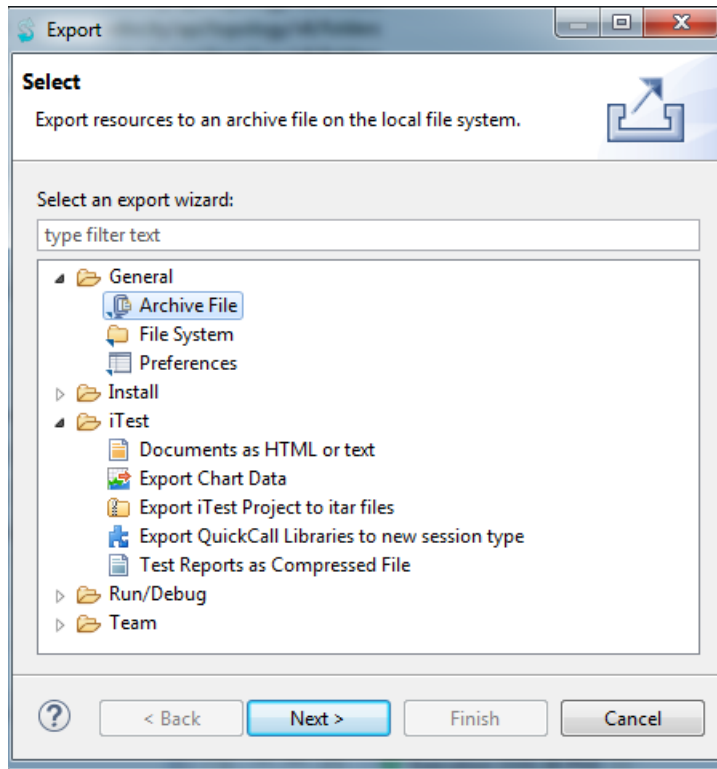 Export
Select
Export resources to an archive file on the local file system.
Select an export wizard:
type filter text
General
Archive File
File System
Preferences
Install
iTest
Documents as HTML or text
Export Chart Data
Export iTest Project to itar files
Export QuickCall Libraries to new session type
Test Reports as Compressed File
Run/Debug
Team
? < Back Next > Finish Cancel